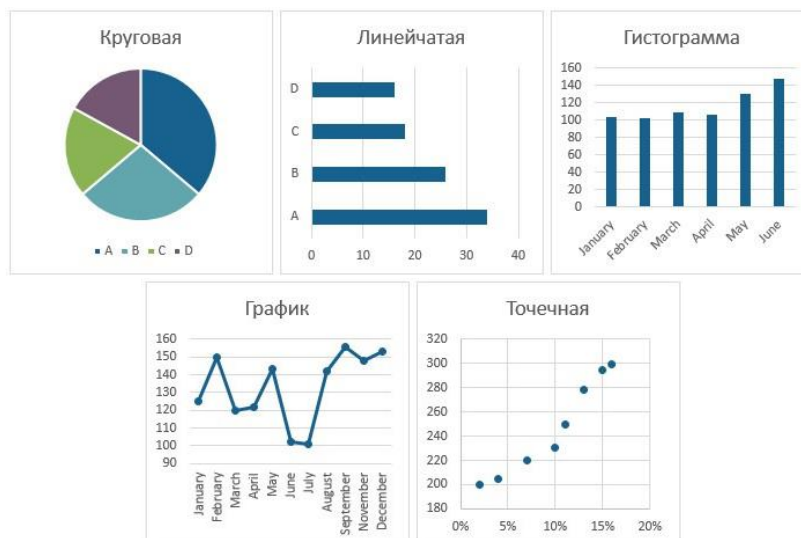 Круговая
A B C D
Линейчатая
D
C
B
A
0 10 20 30 40
Гистограмма
160
140
120
100
80
60
40
20
0
January February March April May June
График
160
150
140
130
120
110
100
90
January February March April May June July August September November December
Точечная
320
300
280
260
240
220
200
180
0% 5% 10% 15% 20%